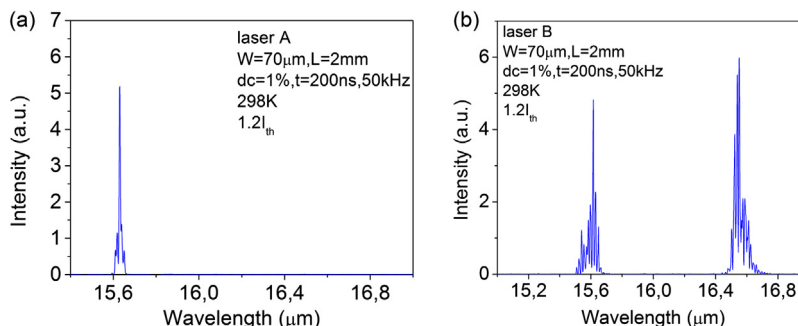 (a)
7
6
5
4
3
2
1
0
Intensity (a.u.)
laser A
W=70μm,L=2mm
dc=1%,t=200ns,50kHz
298K
1.2Ith
15,6 16,0 16,4 16,8
Wavelength (μm)
(b)
6
4
2
0
Intensity (a.u.)
laser B
W=70μm,L=2mm
dc=1%,t=200ns,50kHz
298K
1.2Ith
15,2 15,6 16,0 16,4 16,8
Wavelength (μm)